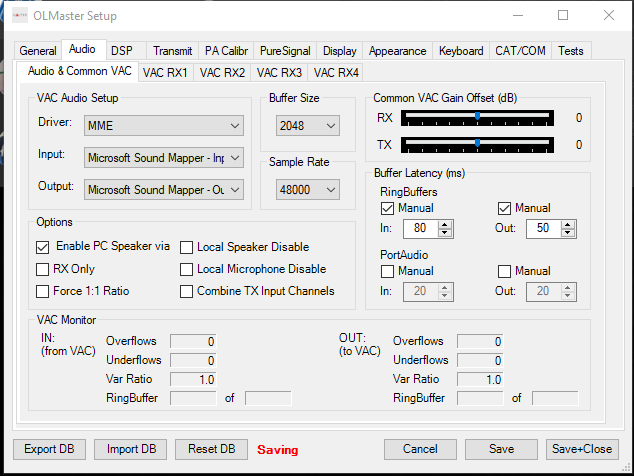 OLMaster Setup
General Audio DSP Transmit PA Calibr PureSignal Display Appearance Keyboard CAT/COM Tests
Audio & Common VAC VAC RX1 VAC RX2 VAC RX3 VAC RX4
VAC Audio Setup
Driver: MME
Input: Microsoft Sound Mapper - Inp
Output: Microsoft Sound Mapper - Ou
Buffer Size
2048
Sample Rate
48000
Common VAC Gain Offset (dB)
RX 0
TX 0
Buffer Latency (ms)
RingBuffers
Manual Manual
In: 80 Out: 50
PortAudio
Manual Manual
In: 20 Out: 20
Options
Enable PC Speaker via Local Speaker Disable
RX Only Local Microphone Disable
Force 1:1 Ratio Combine TX Input Channels
VAC Monitor
IN:
(from VAC)
Overflows 0
Underflows 0
Var Ratio 1.0
RingBuffer of
OUT:
(to VAC)
Overflows 0
Underflows 0
Var Ratio 1.0
RingBuffer of
Export DB Import DB Reset DB Saving Cancel Save Save+Close